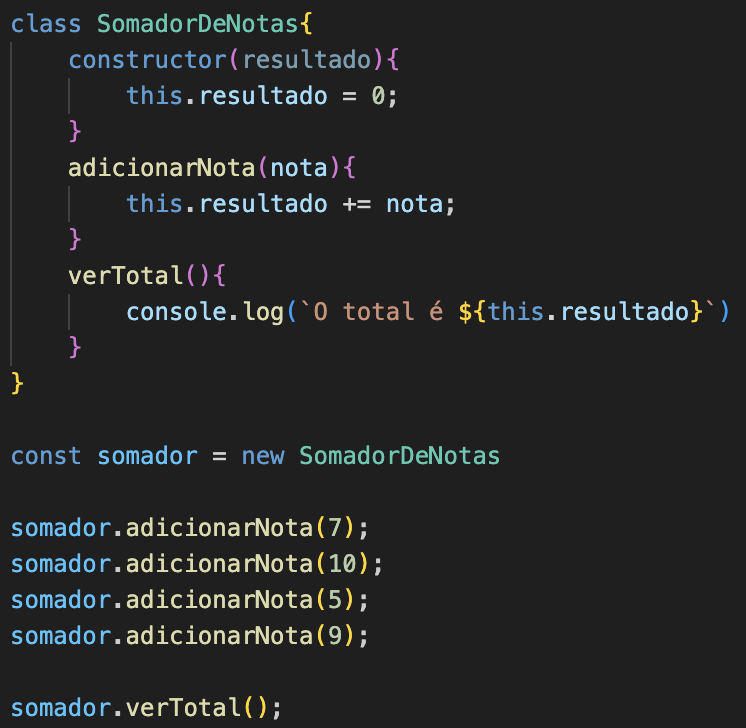 class SomadorDeNotas{
    constructor(resultado){
        this.resultado = 0;
    }
    adicionarNota(nota){
        this.resultado += nota;
    }
    verTotal(){
        console.log(`O total é ${this.resultado}`)
    }
}

const somador = new SomadorDeNotas

somador.adicionarNota(7);
somador.adicionarNota(10);
somador.adicionarNota(5);
somador.adicionarNota(9);

somador.verTotal();